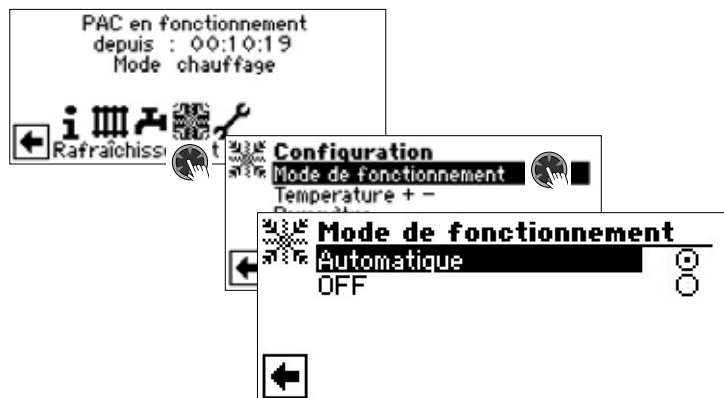 PAC en fonctionnement
depuis : 00:10:19
Mode chauffage
Configuration
Mode de fonctionnement
Temperature + -
Mode de fonctionnement
Automatique
OFF